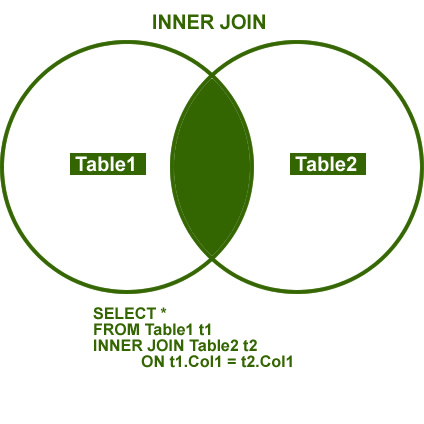 INNER JOIN
Table1
Table2
SELECT *
FROM Table1 t1
INNER JOIN Table2 t2
ON t1.Col1 = t2.Col1